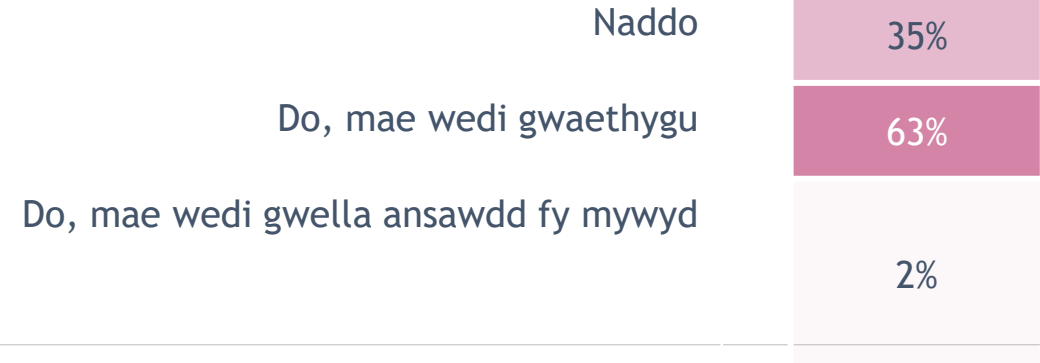 Naddo 35%
Do, mae wedi gwaethygu 63%
Do, mae wedi gwella ansawdd fy mywyd
2%